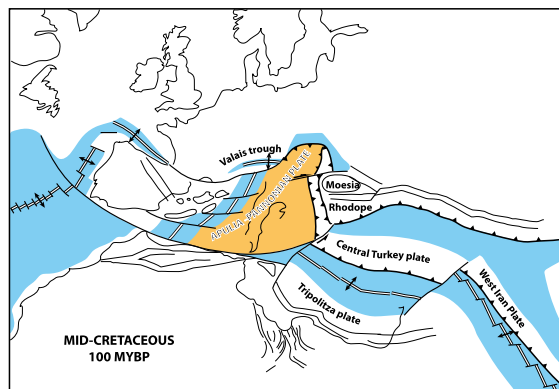 Valais trough
APULIA-PANNONIAN PLATE
Moesia
Rhodope
Central Turkey plate
West Iran Plate
Tripolitza plate
MID-CRETACEOUS
100 MYBP